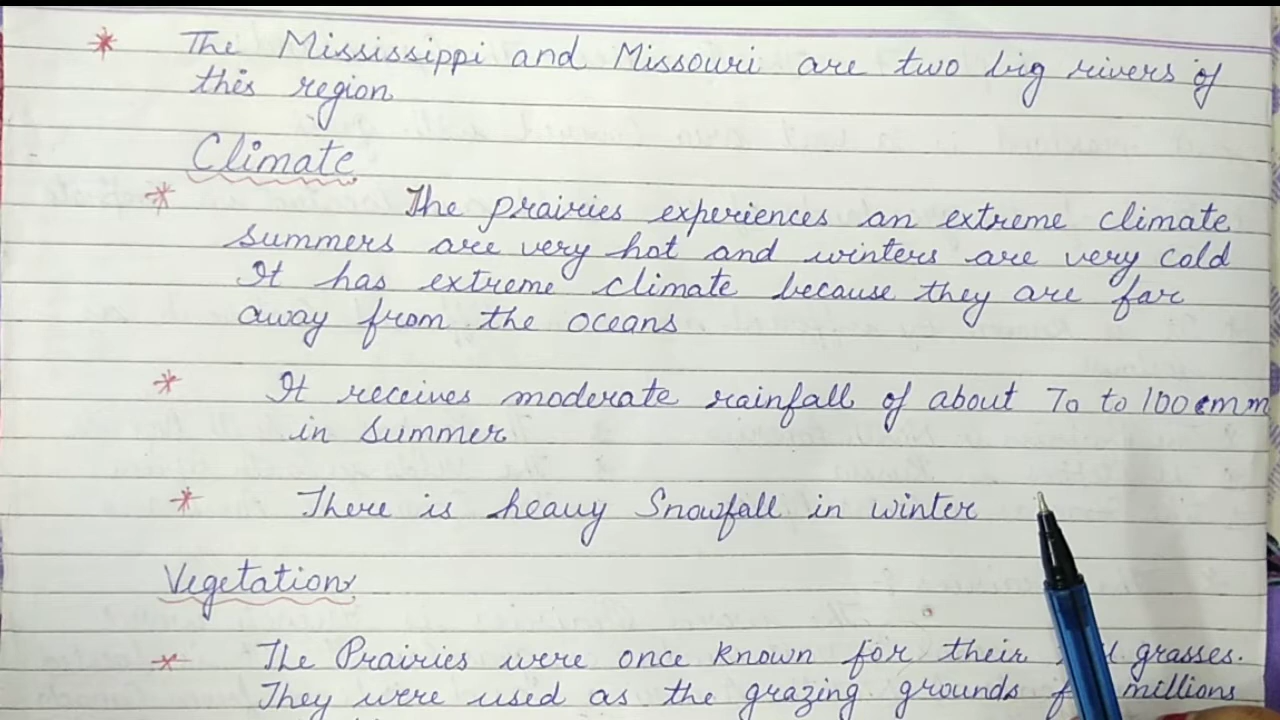 * The Mississippi and Missouri are two big rivers of
this region
Climate
* The prairies experiences an extreme climate
summers are very hot and winters are very cold
It has extreme climate because they are far
away from the oceans
* It receives moderate rainfall of about 70 to 100 cmm
in summer
* There is heavy Snowfall in winter
Vegetation
* The Prairies were once known for their grasses.
They were used as the grazing grounds millions